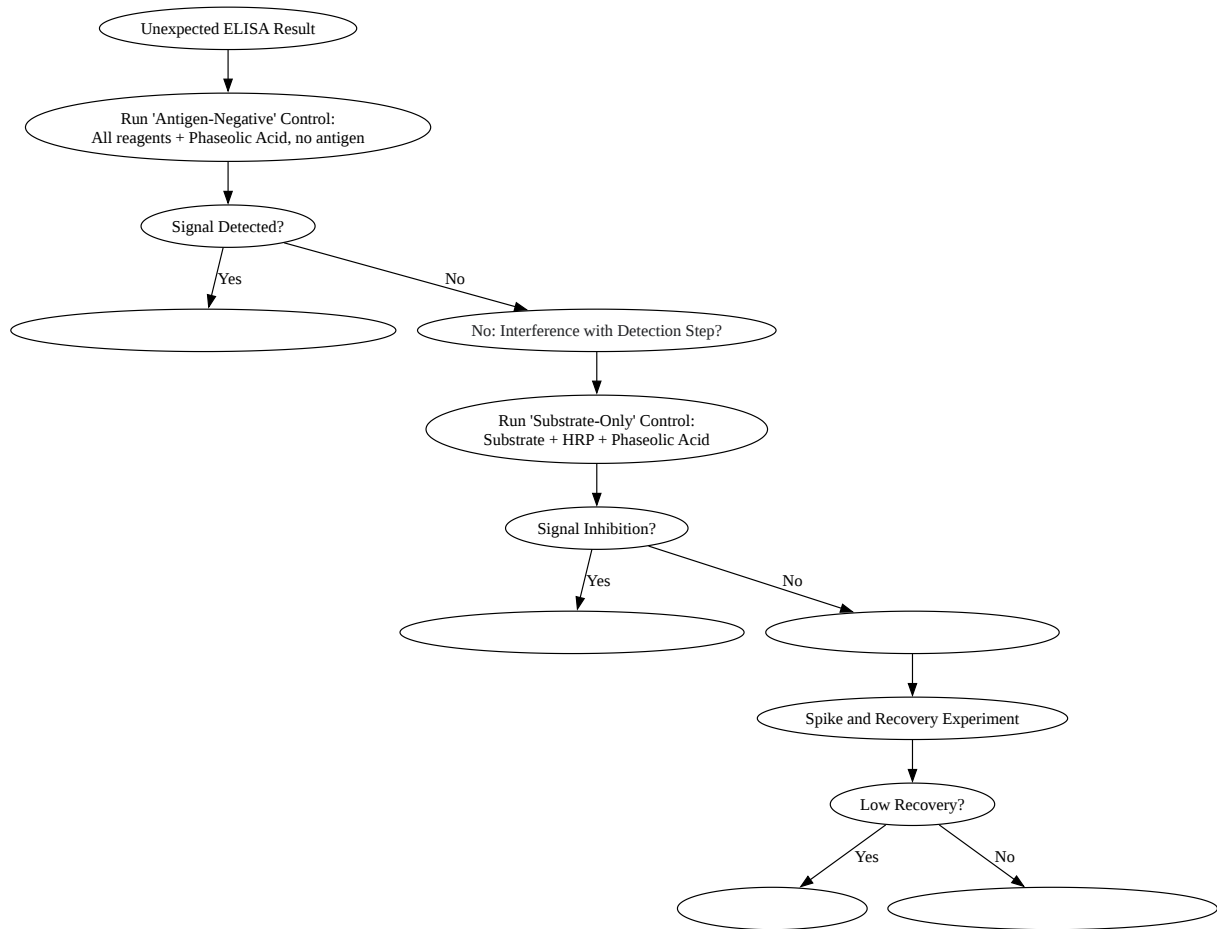 Unexpected ELISA Result
Run 'Antigen-Negative' Control:
All reagents + Phaseolic Acid, no antigen
Signal Detected?
Yes
No
No: Interference with Detection Step?
Run 'Substrate-Only' Control:
Substrate + HRP + Phaseolic Acid
Signal Inhibition?
Yes
No
Spike and Recovery Experiment
Low Recovery?
Yes
No